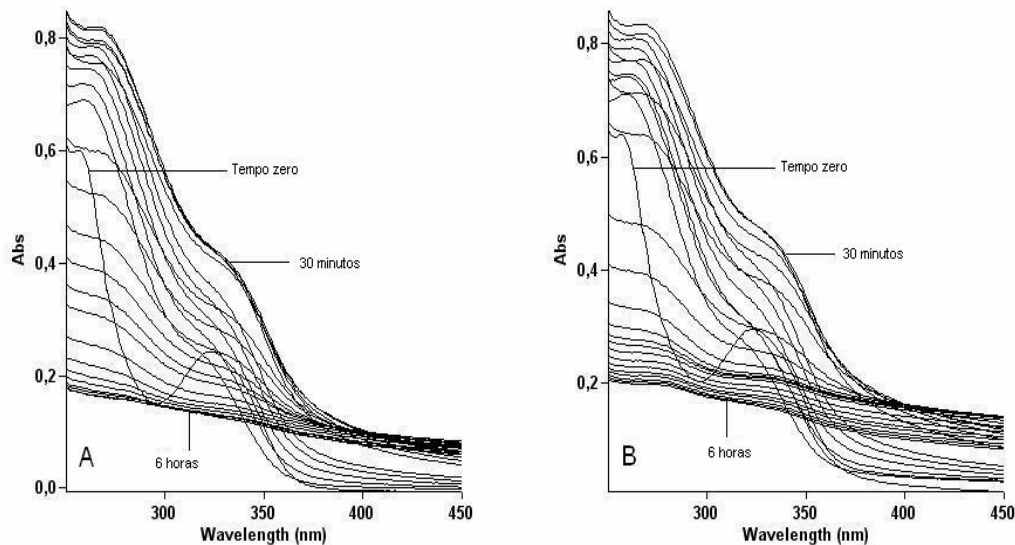 0,8
0,6
0,4
0,2
0,0
Abs
Tempo zero
30 minutos
6 horas
A
300
350
400
450
Wavelength (nm)
0,8
0,6
0,4
0,2
Abs
Tempo zero
30 minutos
6 horas
B
300
350
400
450
Wavelength (nm)